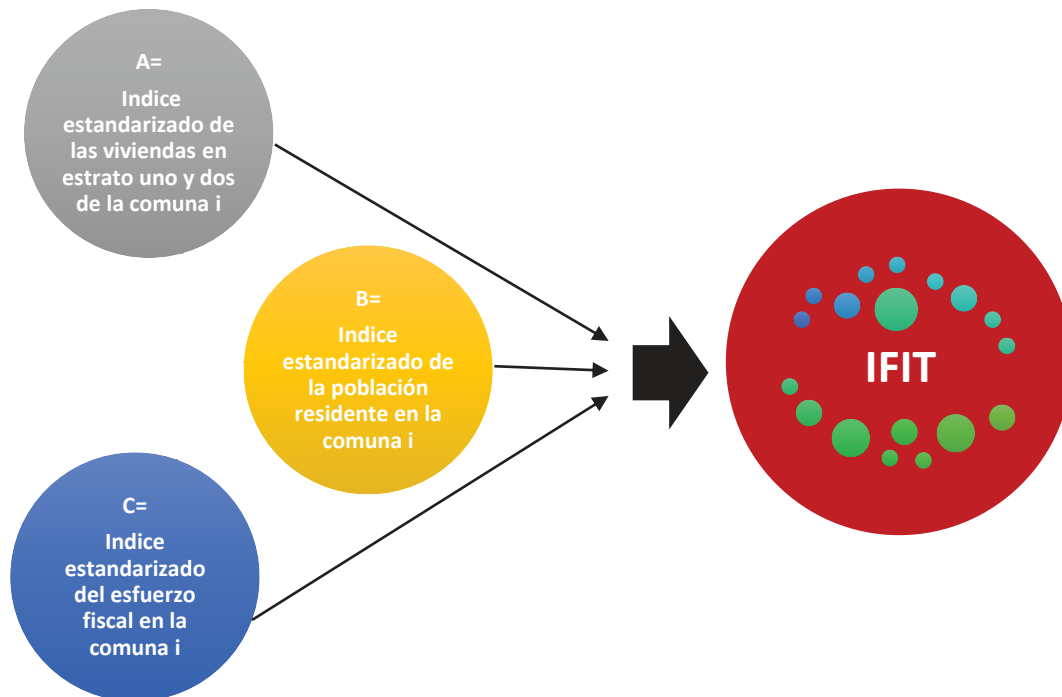 A=
Indice
estandarizado de
las viviendas en
estrato uno y dos
de la comuna i
B=
Indice
estandarizado de
la población
residente en la
comuna i
C=
Indice
estandarizado
del esfuerzo
fiscal en la
comuna i
IFIT